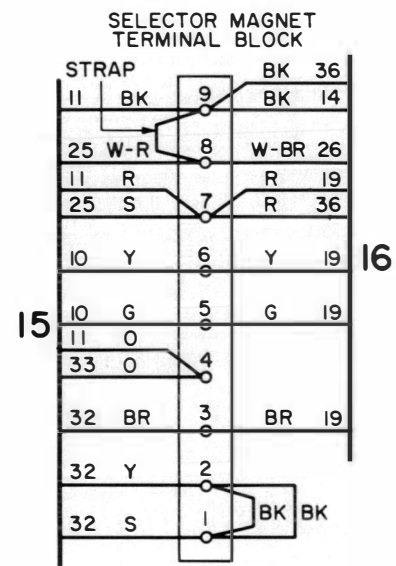 SELECTOR MAGNET
TERMINAL BLOCK
STRAP
BK 36
11 BK 9 BK 14
25 W-R 8 W-BR 26
11 R R 19
25 S 7 R 36
10 Y 6 Y 19
16
10 G 5 G 19
15
11 O
33 O 4
32 BR 3 BR 19
32 Y 2
BK BK
32 S 1